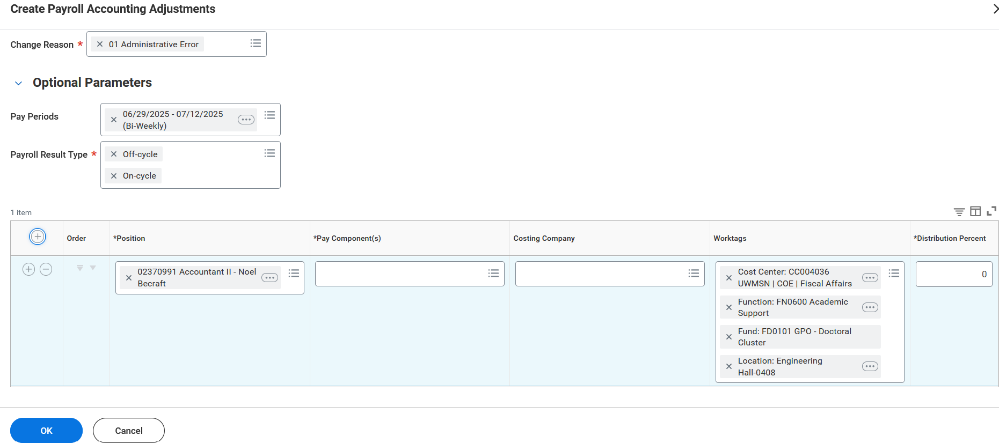 Create Payroll Accounting Adjustments
Change Reason *
01 Administrative Error
Optional Parameters
Pay Periods
06/29/2025 - 07/12/2025
(Bi-Weekly)
Payroll Result Type *
Off-cycle
On-cycle
1 item
Order
*Position
*Pay Component(s)
Costing Company
Worktags
*Distribution Percent
02370991 Accountant II - Noel
Becraft
Cost Center: CC004036
UWMSN | COE | Fiscal Affairs
Function: FN0600 Academic
Support
Fund: FD0101 GPO - Doctoral
Cluster
Location: Engineering
Hall-0408
0
OK
Cancel